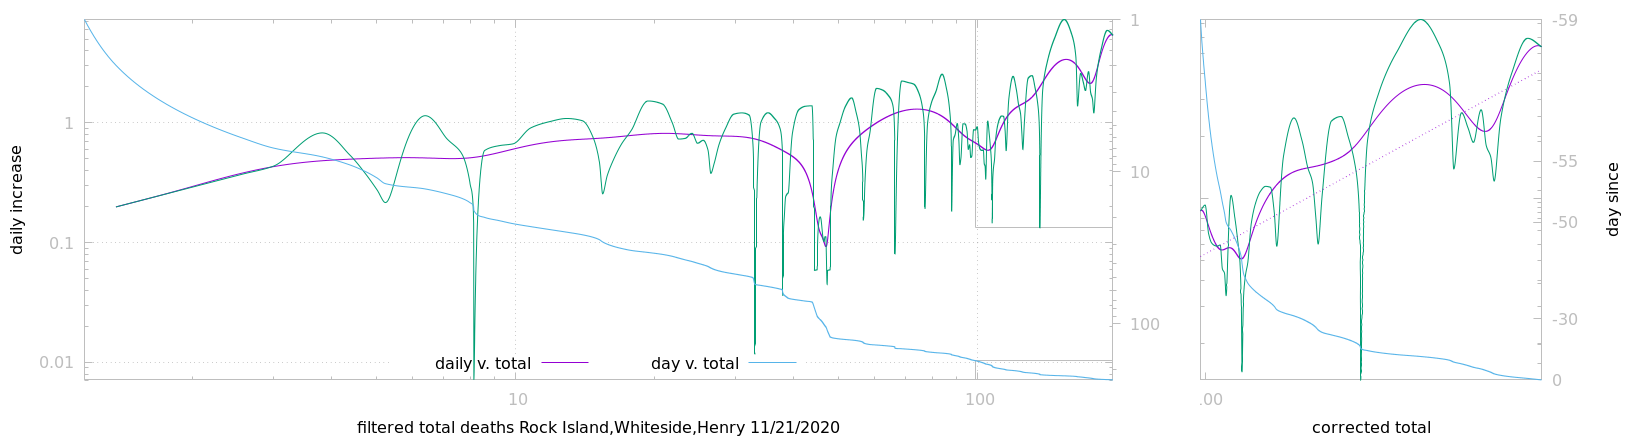 daily increase
1
0.1
0.01
10
100
1
10
100
daily v. total
day v. total
filtered total deaths Rock Island,Whiteside,Henry 11/21/2020
-59
-55
-50
-30
0
day since
.00
corrected total